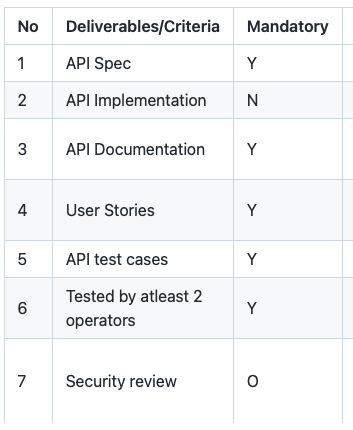 No Deliverables/Criteria Mandatory
1 API Spec Y
2 API Implementation N
3 API Documentation Y
4 User Stories Y
5 API test cases Y
6 Tested by atleast 2 operators Y
7 Security review O